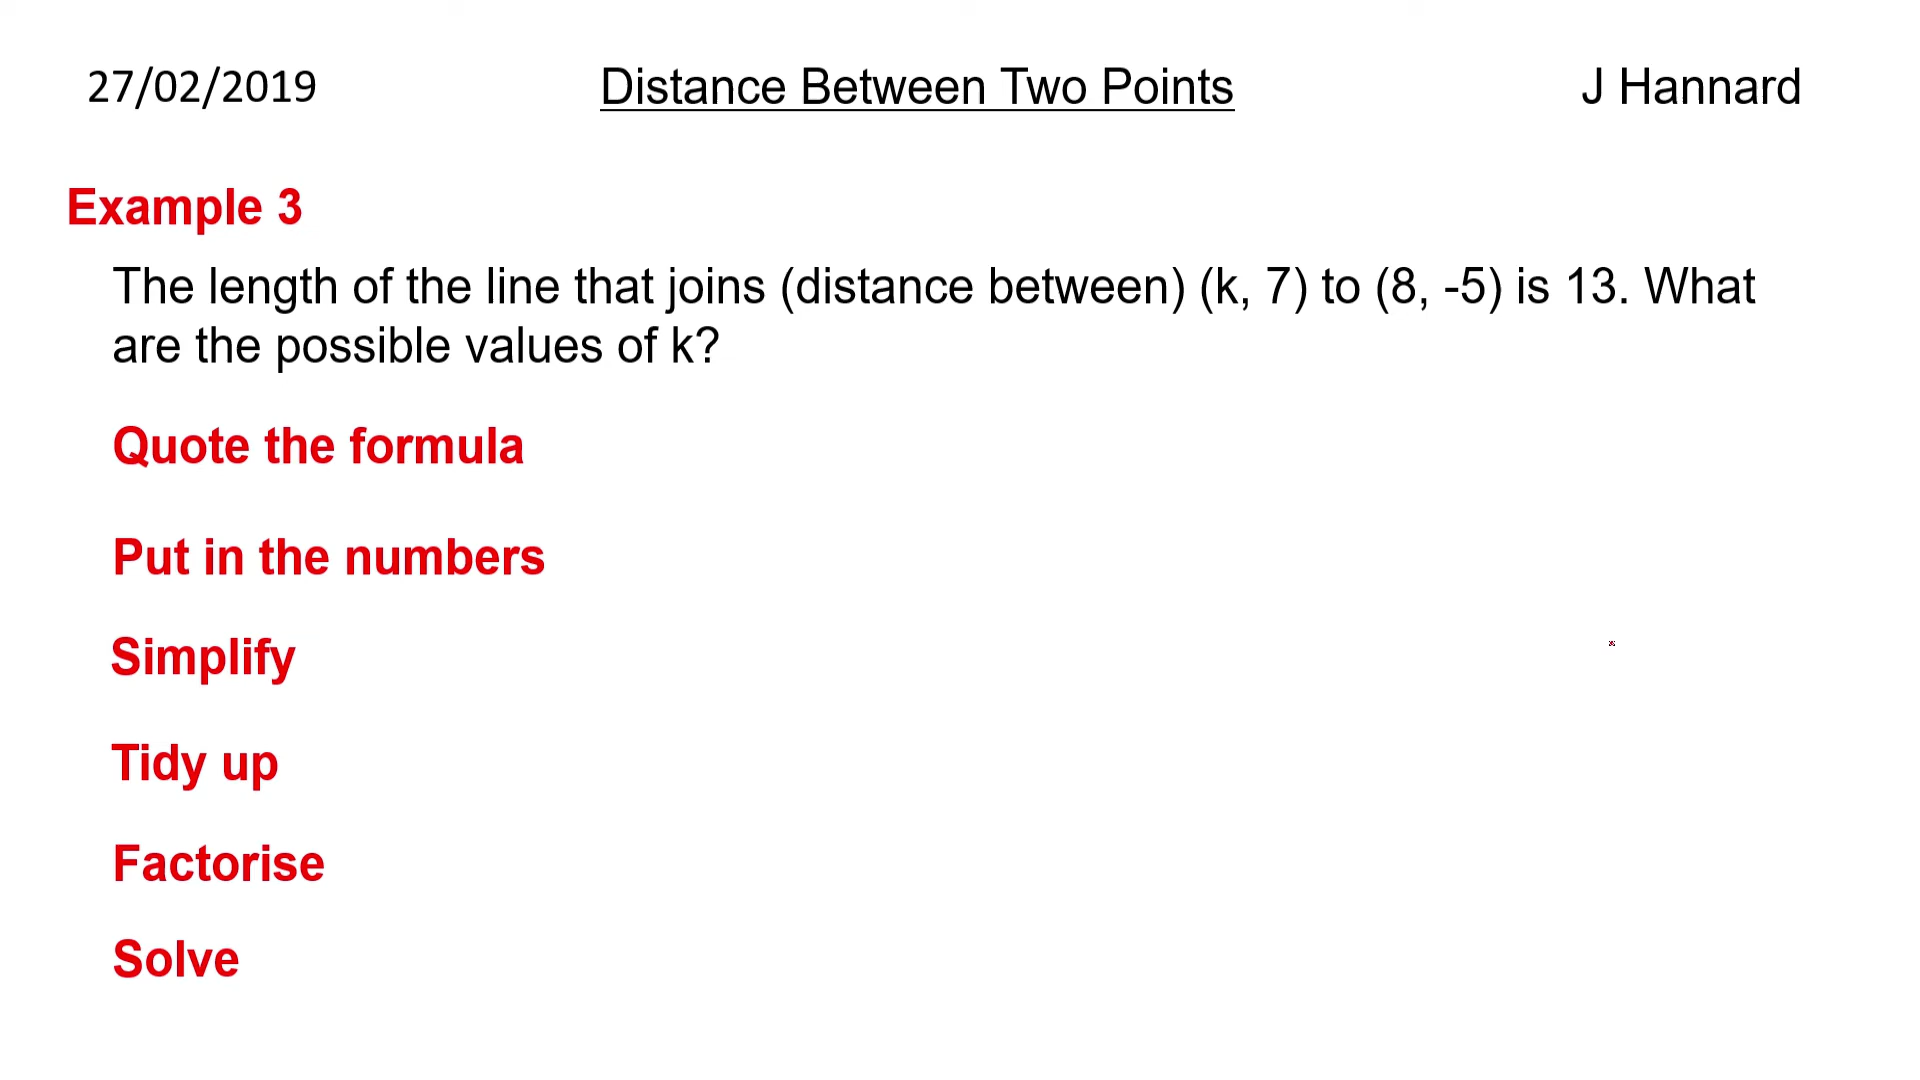 27/02/2019 Distance Between Two Points J Hannard
Example 3
The length of the line that joins (distance between) (k, 7) to (8, -5) is 13. What
are the possible values of k?
Quote the formula
Put in the numbers
Simplify
Tidy up
Factorise
Solve